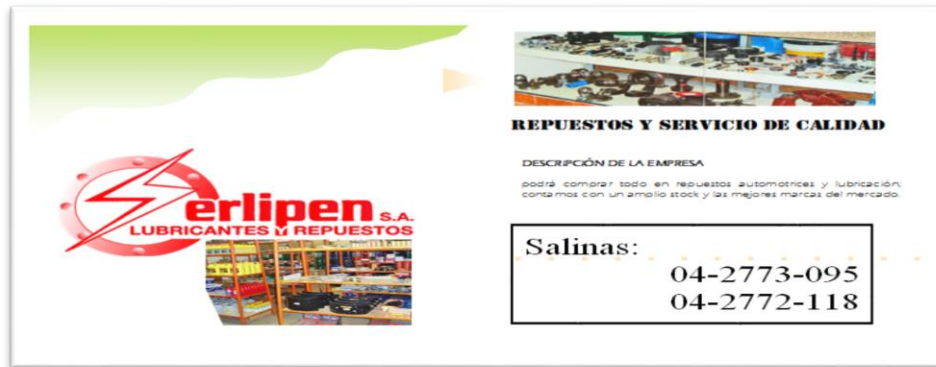 Serlipen S.A.
LUBRICANTES Y REPUESTOS
REPUESTOS Y SERVICIO DE CALIDAD
DESCRIPCIÓN DE LA EMPRESA
podrá comprar todo en repuestos automotrices y lubricación,
contamos con un amplio stock y las mejores marcas del mercado.
Salinas:
04-2773-095
04-2772-118